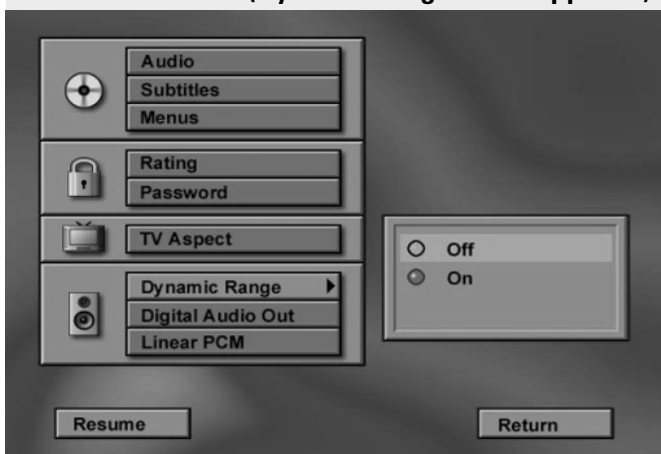 Audio
Subtitles
Menus
Rating
Password
TV Aspect
Dynamic Range
Digital Audio Out
Linear PCM
Off
On
Resume
Return